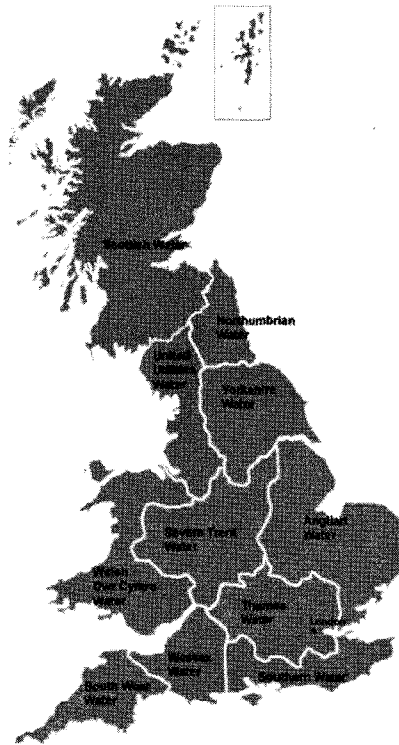 Scottish Water
Northumbrian
Water
United
Utilities
Water
Yorkshire
Water
Anglian
Water
Severn Trent
Water
Welsh
Dwr Cymru
Water
Thames
Water
London
Wessex
Water
Southern Water
South West
Water